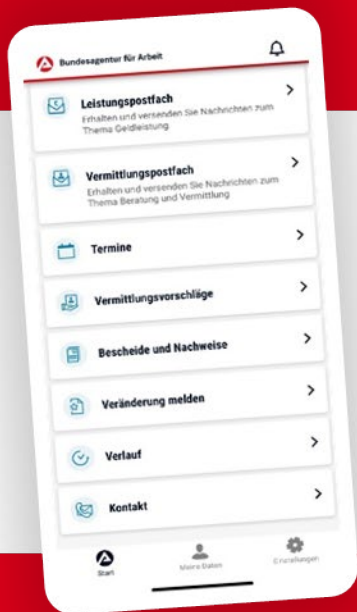 Bundesagentur für Arbeit
Leistungspostfach
Erhalten und versenden Sie Nachrichten zum
Thema Geldleistung
Vermittlungspostfach
Erhalten und versenden Sie Nachrichten zum
Thema Beratung und Vermittlung
Termine
Vermittlungsvorschläge
Bescheide und Nachweise
Veränderung melden
Verlauf
Kontakt
Start
Meine Daten
Einstellungen